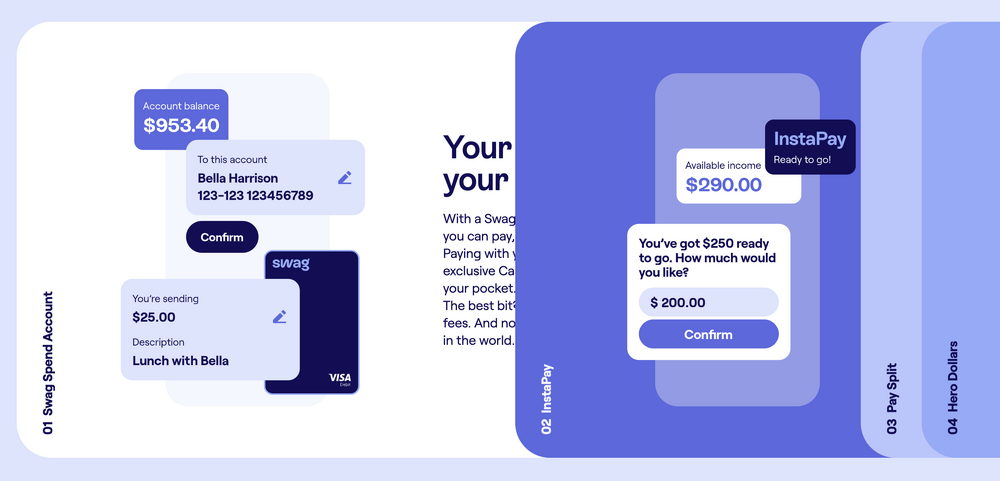 Account balance
$953.40
To this account
Bella Harrison
123-123 123456789
Confirm
swag
You're sending
$25.00
Description
Lunch with Bella
VISA
Debit
01 Swag Spend Account
Your
your
With a Swag
you can pay,
Paying with
exclusive Ca
your pocket.
The best bit?
fees. And no
in the world.
InstaPay
Ready to go!
Available income
$290.00
You've got $250 ready
to go. How much would
you like?
$ 200.00
Confirm
02 InstaPay
03 Pay Split
04 Hero Dollars